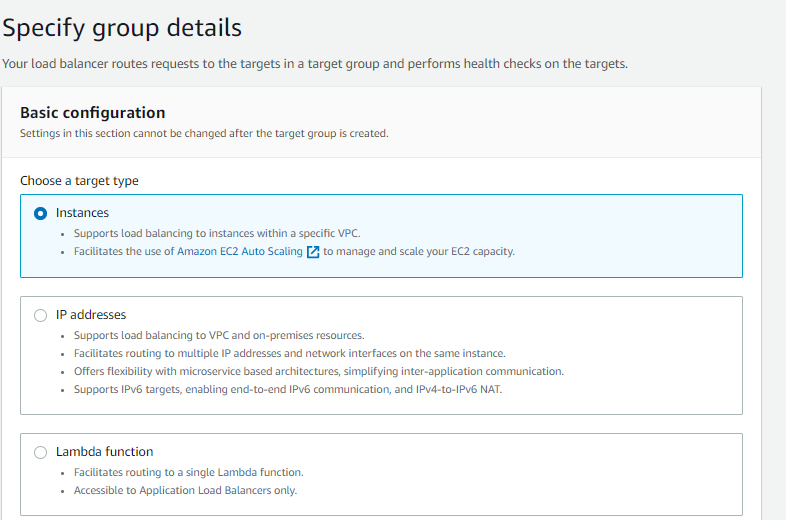 Specify group details
Your load balancer routes requests to the targets in a target group and performs health checks on the targets.
Basic configuration
Settings in this section cannot be changed after the target group is created.
Choose a target type
Instances
• Supports load balancing to instances within a specific VPC.
• Facilitates the use of Amazon EC2 Auto Scaling to manage and scale your EC2 capacity.
IP addresses
• Supports load balancing to VPC and on-premises resources.
• Facilitates routing to multiple IP addresses and network interfaces on the same instance.
• Offers flexibility with microservice based architectures, simplifying inter-application communication.
• Supports IPv6 targets, enabling end-to-end IPv6 communication, and IPv4-to-IPv6 NAT.
Lambda function
• Facilitates routing to a single Lambda function.
• Accessible to Application Load Balancers only.